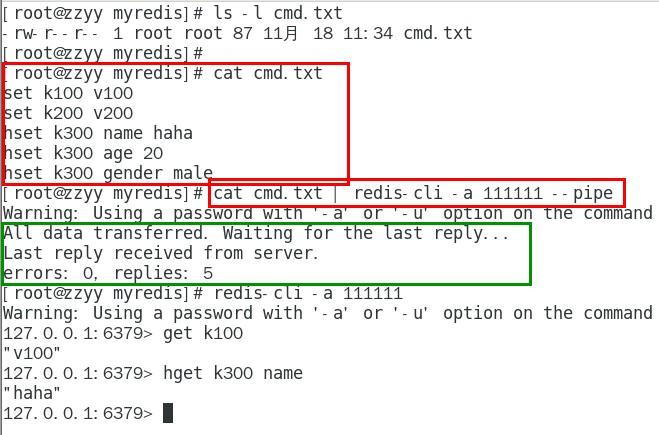 [root@zzyy myredis]# ls -l cmd.txt
-rw-r--r-- 1 root root 87 11月 18 11:34 cmd.txt
[root@zzyy myredis]#
[root@zzyy myredis]# cat cmd.txt
set k100 v100
set k200 v200
hset k300 name haha
hset k300 age 20
hset k300 gender male
[root@zzyy myredis]# cat cmd.txt | redis-cli -a 111111 --pipe
Warning: Using a password with '-a' or '-u' option on the command
All data transferred. Waiting for the last reply...
Last reply received from server.
errors: 0, replies: 5
[root@zzyy myredis]# redis-cli -a 111111
Warning: Using a password with '-a' or '-u' option on the command
127.0.0.1:6379> get k100
"v100"
127.0.0.1:6379> hget k300 name
"haha"
127.0.0.1:6379>